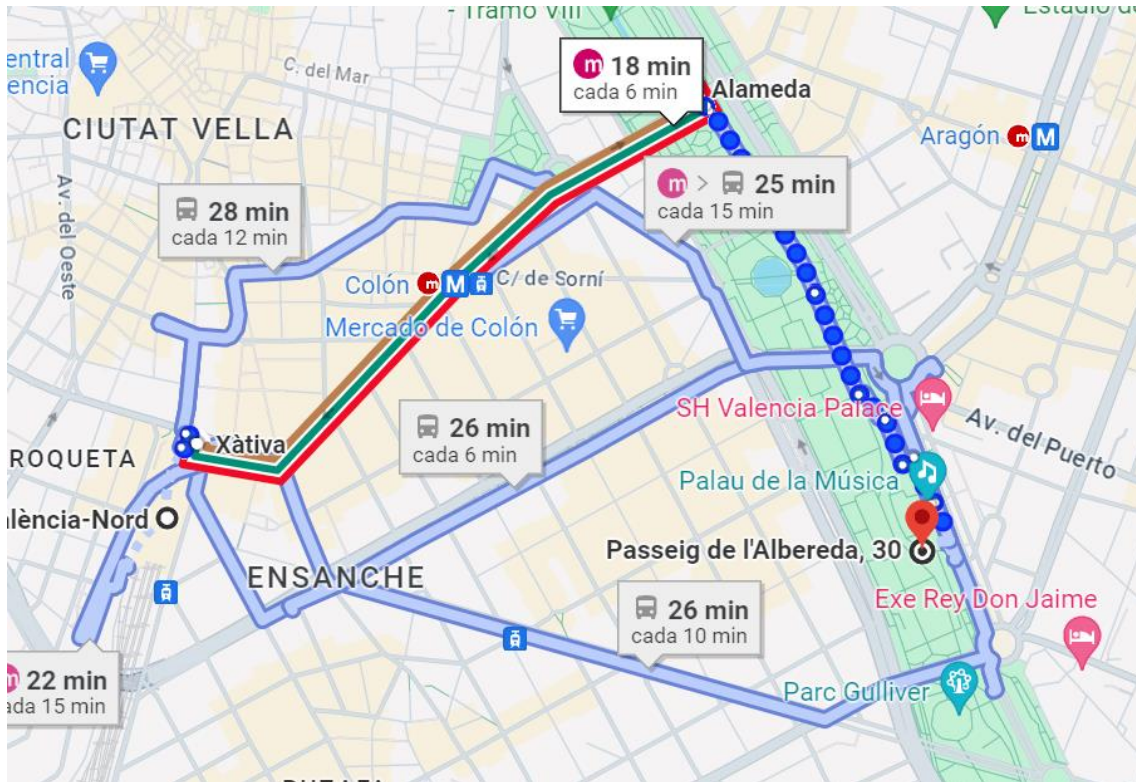 - Tramo VIII
Estadio de
entral
encia
C. del Mar
18 min
cada 6 min
Alameda
CIUTAT VELLA
Aragón
Av. del Oeste
28 min
cada 12 min
25 min
cada 15 min
Colón
C/ de Sorní
Mercado de Colón
26 min
cada 6 min
SH Valencia Palace
Av. del Puerto
Xàtiva
ROQUETA
Palau de la Música
alència-Nord
Passeig de l'Albereda, 30
ENSANCHE
26 min
cada 10 min
Exe Rey Don Jaime
22 min
ada 15 min
Parc Gulliver